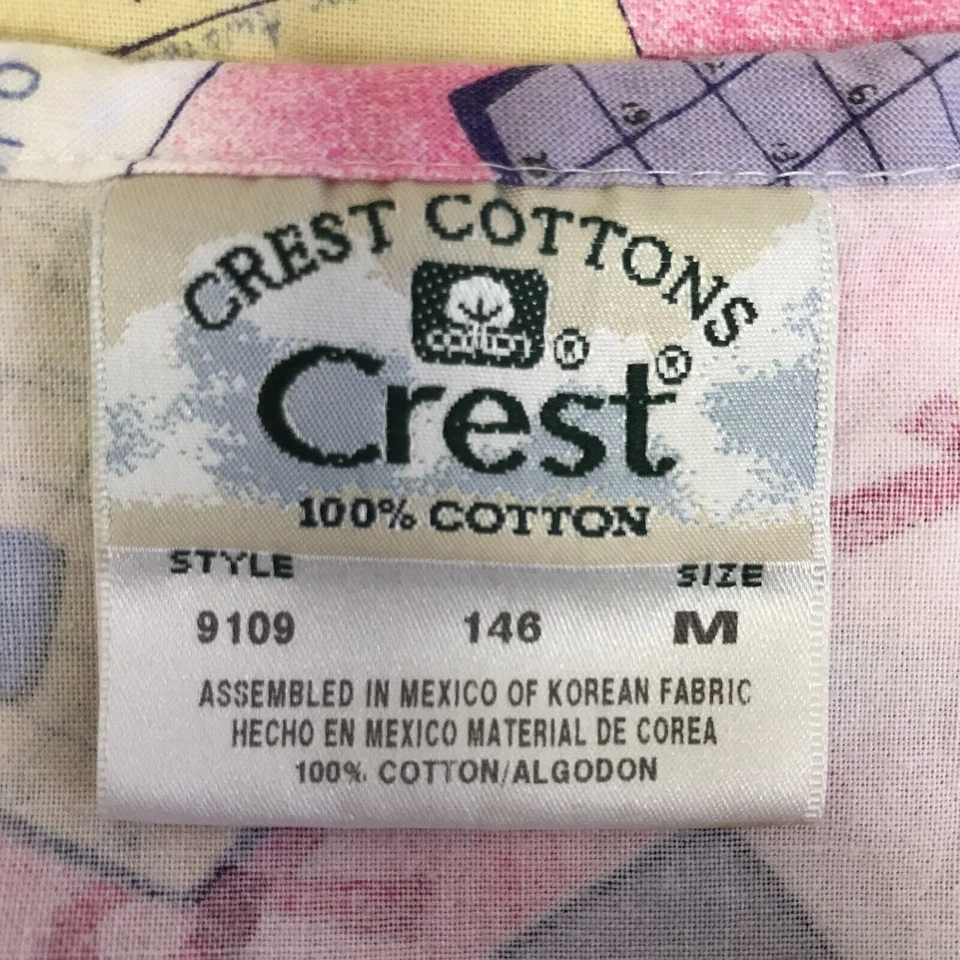 CREST COTTONS
cotton ®
Crest®
100% COTTON
STYLE SIZE
9109 146 M
ASSEMBLED IN MEXICO OF KOREAN FABRIC
HECHO EN MEXICO MATERIAL DE COREA
100% COTTON/ALGODON